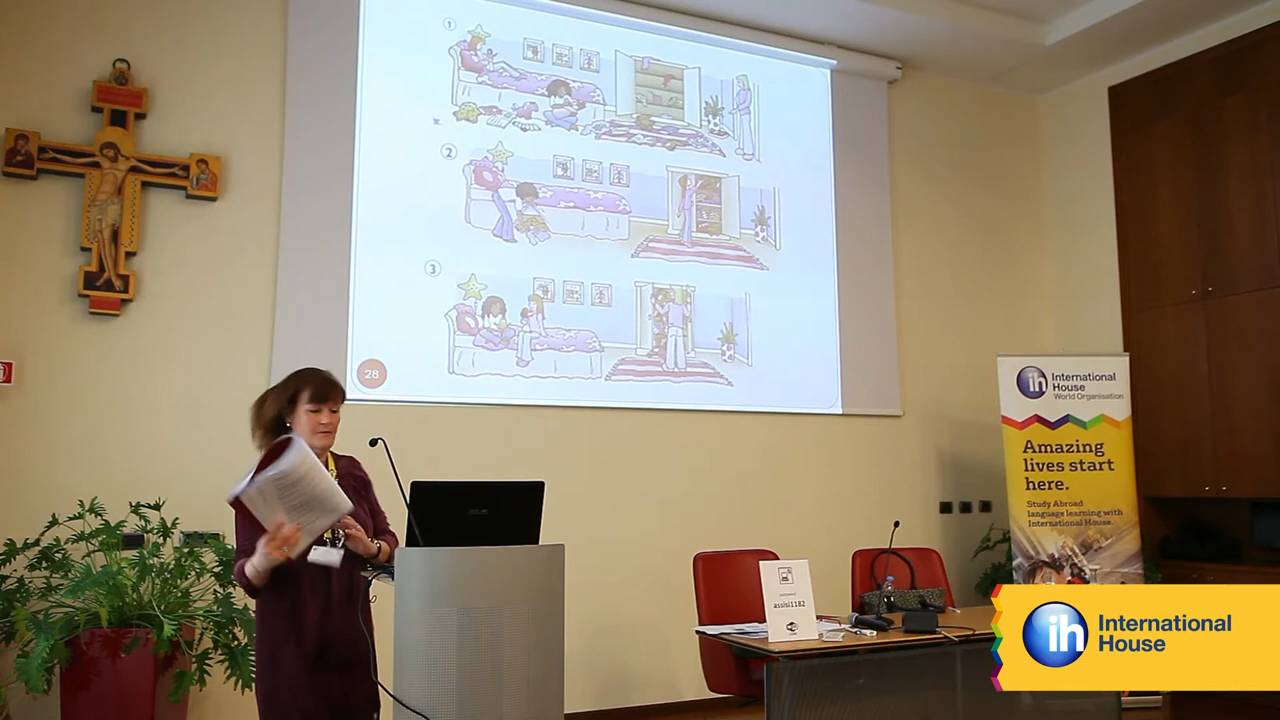 1
2
3
28
ih International
House
World Organisation
Amazing
lives start
here.
Study Abroad
language learning with
International House.
assisi1182
ih International
House